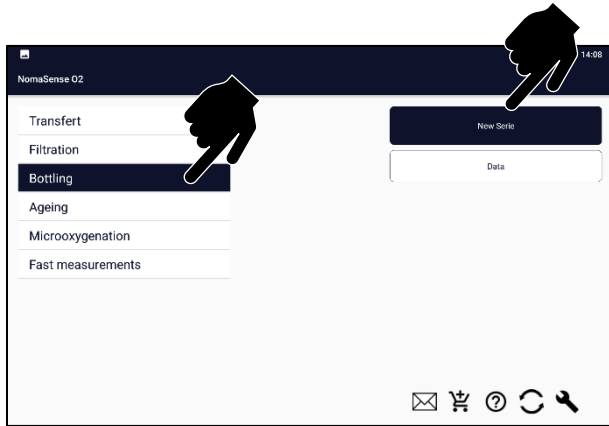 14:08
NomaSense O2
Transfert
New Serie
Filtration
Data
Bottling
Ageing
Microoxygenation
Fast measurements